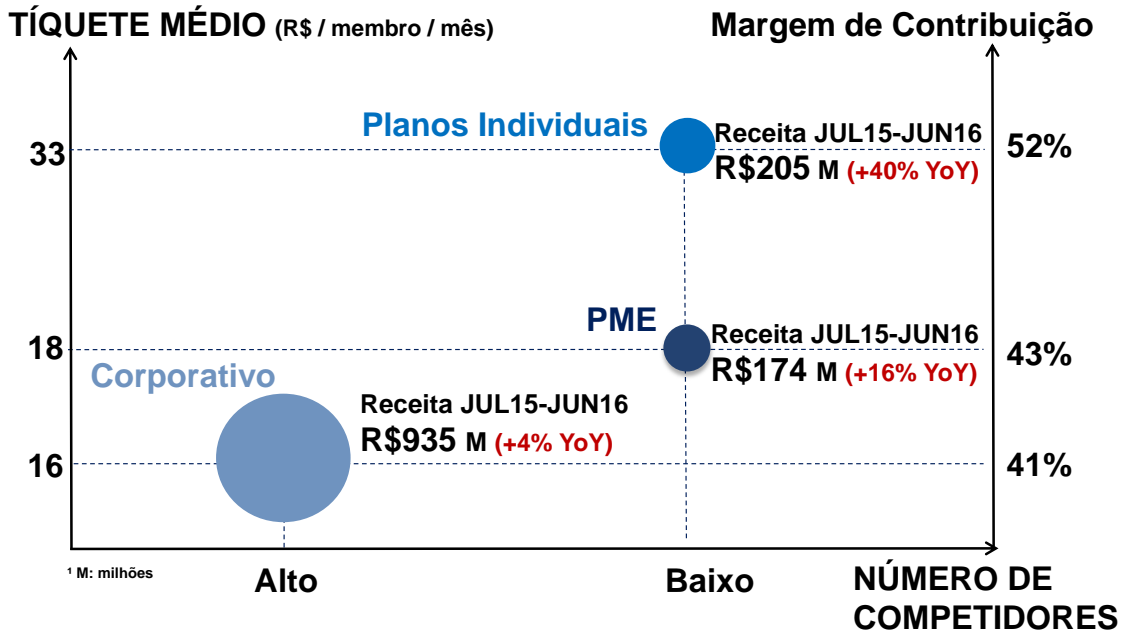 TÍQUETE MÉDIO (R$ / membro / mês)
Margem de Contribuição
Planos Individuais
Receita JUL15-JUN16
R$205 M (+40% YoY)
33
52%
PME
Receita JUL15-JUN16
R$174 M (+16% YoY)
18
43%
Corporativo
Receita JUL15-JUN16
R$935 M (+4% YoY)
16
41%
¹ M: milhões
Alto
Baixo
NÚMERO DE
COMPETIDORES